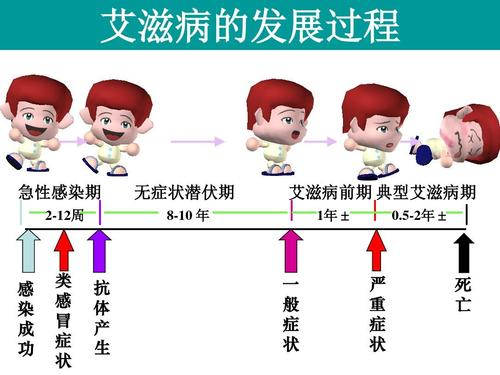 艾滋病的发展过程
急性感染期 无症状潜伏期 艾滋病前期 典型艾滋病期
2-12周 8-10 年 1年± 0.5-2年±
感染成功
类感冒症状
抗体产生
一般症状
严重症状
死亡